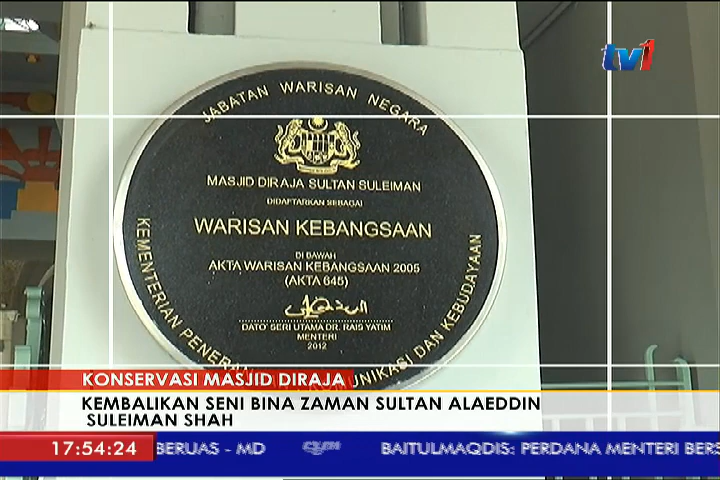 tv1
JABATAN WARISAN NEGARA
MASJID DIRAJA SULTAN SULEIMAN
DIDAFTARKAN SEBAGAI
WARISAN KEBANGSAAN
DI BAWAH
AKTA WARISAN KEBANGSAAN 2005
(AKTA 645)
DATO' SERI UTAMA DR. RAIS YATIM
MENTERI
2012
KEMENTERIAN DAN KEBUDAYAAN
KONSERVASI MASJID DIRAJA
KEMBALIKAN SENI BINA ZAMAN SULTAN ALAEDDIN
SULEIMAN SHAH
17:54:24 BERUAS - MD BAITULMAQDIS: PERDANA MENTERI